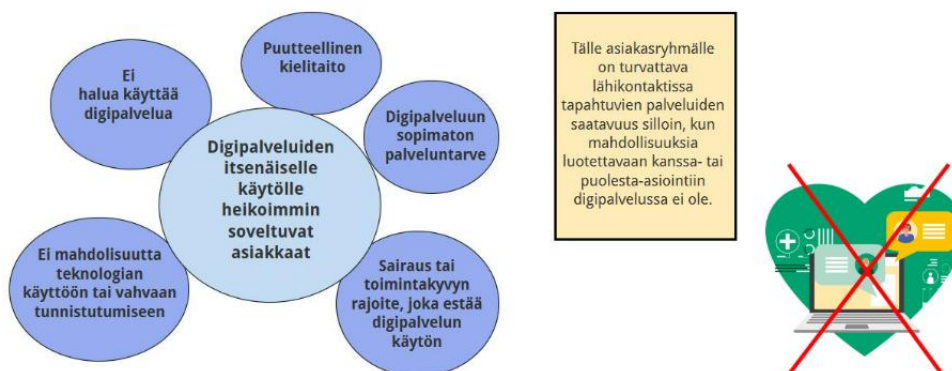 Ei
halua käyttää
digipalvelua
Puutteellinen
kielitaito
Digipalveluun
sopimaton
palveluntarve
Digipalveluiden
itsenäiselle
käytölle
heikoimmin
soveltuvat
asiakkaat
Ei mahdolisuutta
teknologian
käyttöön tai vahvaan
tunnistutumiseen
Sairaus tai
toimintakyvyn
rajoite, joka estää
digipalvelun
käytön
Tälle asiakasryhmälle
on turvattava
lähikontaktissa
tapahtuvien palveluiden
saatavuus silloin, kun
mahdollisuuksia
luotettavaan kanssa- tai
puolesta-asiointiin
digipalvelussa ei ole.